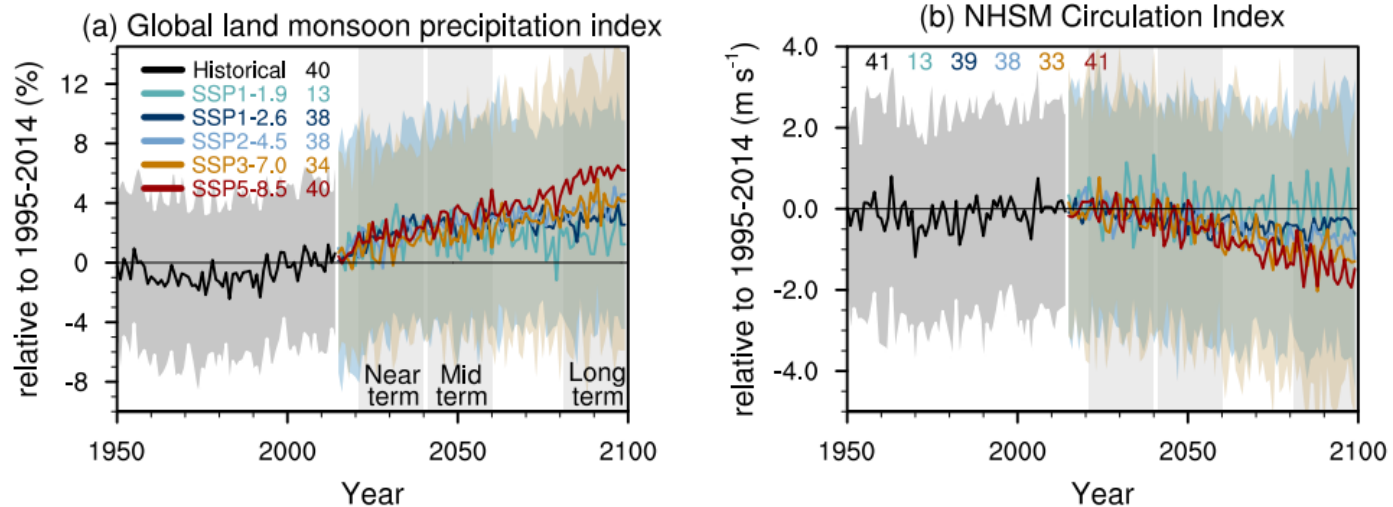 (a) Global land monsoon precipitation index
relative to 1995-2014 (%)
12
8
4
0
-4
-8
Historical 40
SSP1-1.9 13
SSP1-2.6 38
SSP2-4.5 38
SSP3-7.0 34
SSP5-8.5 40
Near term
Mid term
Long term
1950 2000 2050 2100
Year
(b) NHSM Circulation Index
relative to 1995-2014 (m s⁻¹)
4.0
2.0
0.0
-2.0
-4.0
41 13 39 38 33 41
1950 2000 2050 2100
Year